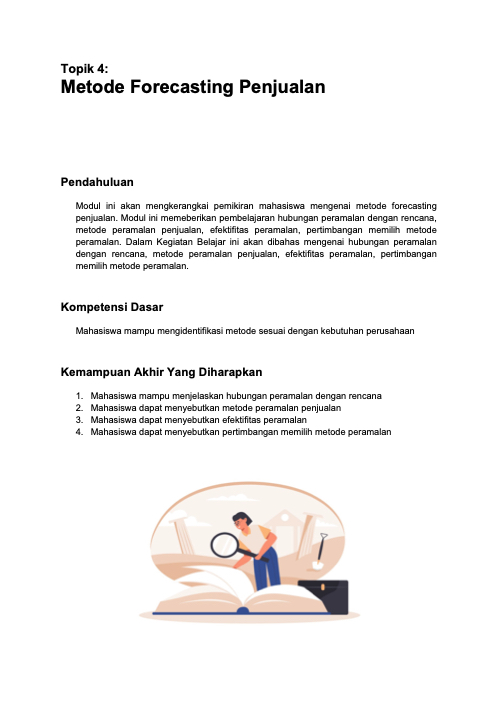 Topik 4:
Metode Forecasting Penjualan
Pendahuluan
Modul ini akan mengkerangkai pemikiran mahasiswa mengenai metode forecasting
penjualan. Modul ini memeberikan pembelajaran hubungan peramalan dengan rencana,
metode peramalan penjualan, efektifitas peramalan, pertimbangan memilih metode
peramalan. Dalam Kegiatan Belajar ini akan dibahas mengenai hubungan peramalan
dengan rencana, metode peramalan penjualan, efektifitas peramalan, pertimbangan
memilih metode peramalan.
Kompetensi Dasar
Mahasiswa mampu mengidentifikasi metode sesuai dengan kebutuhan perusahaan
Kemampuan Akhir Yang Diharapkan
1. Mahasiswa mampu menjelaskan hubungan peramalan dengan rencana
2. Mahasiswa dapat menyebutkan metode peramalan penjualan
3. Mahasiswa dapat menyebutkan efektifitas peramalan
4. Mahasiswa dapat menyebutkan pertimbangan memilih metode peramalan